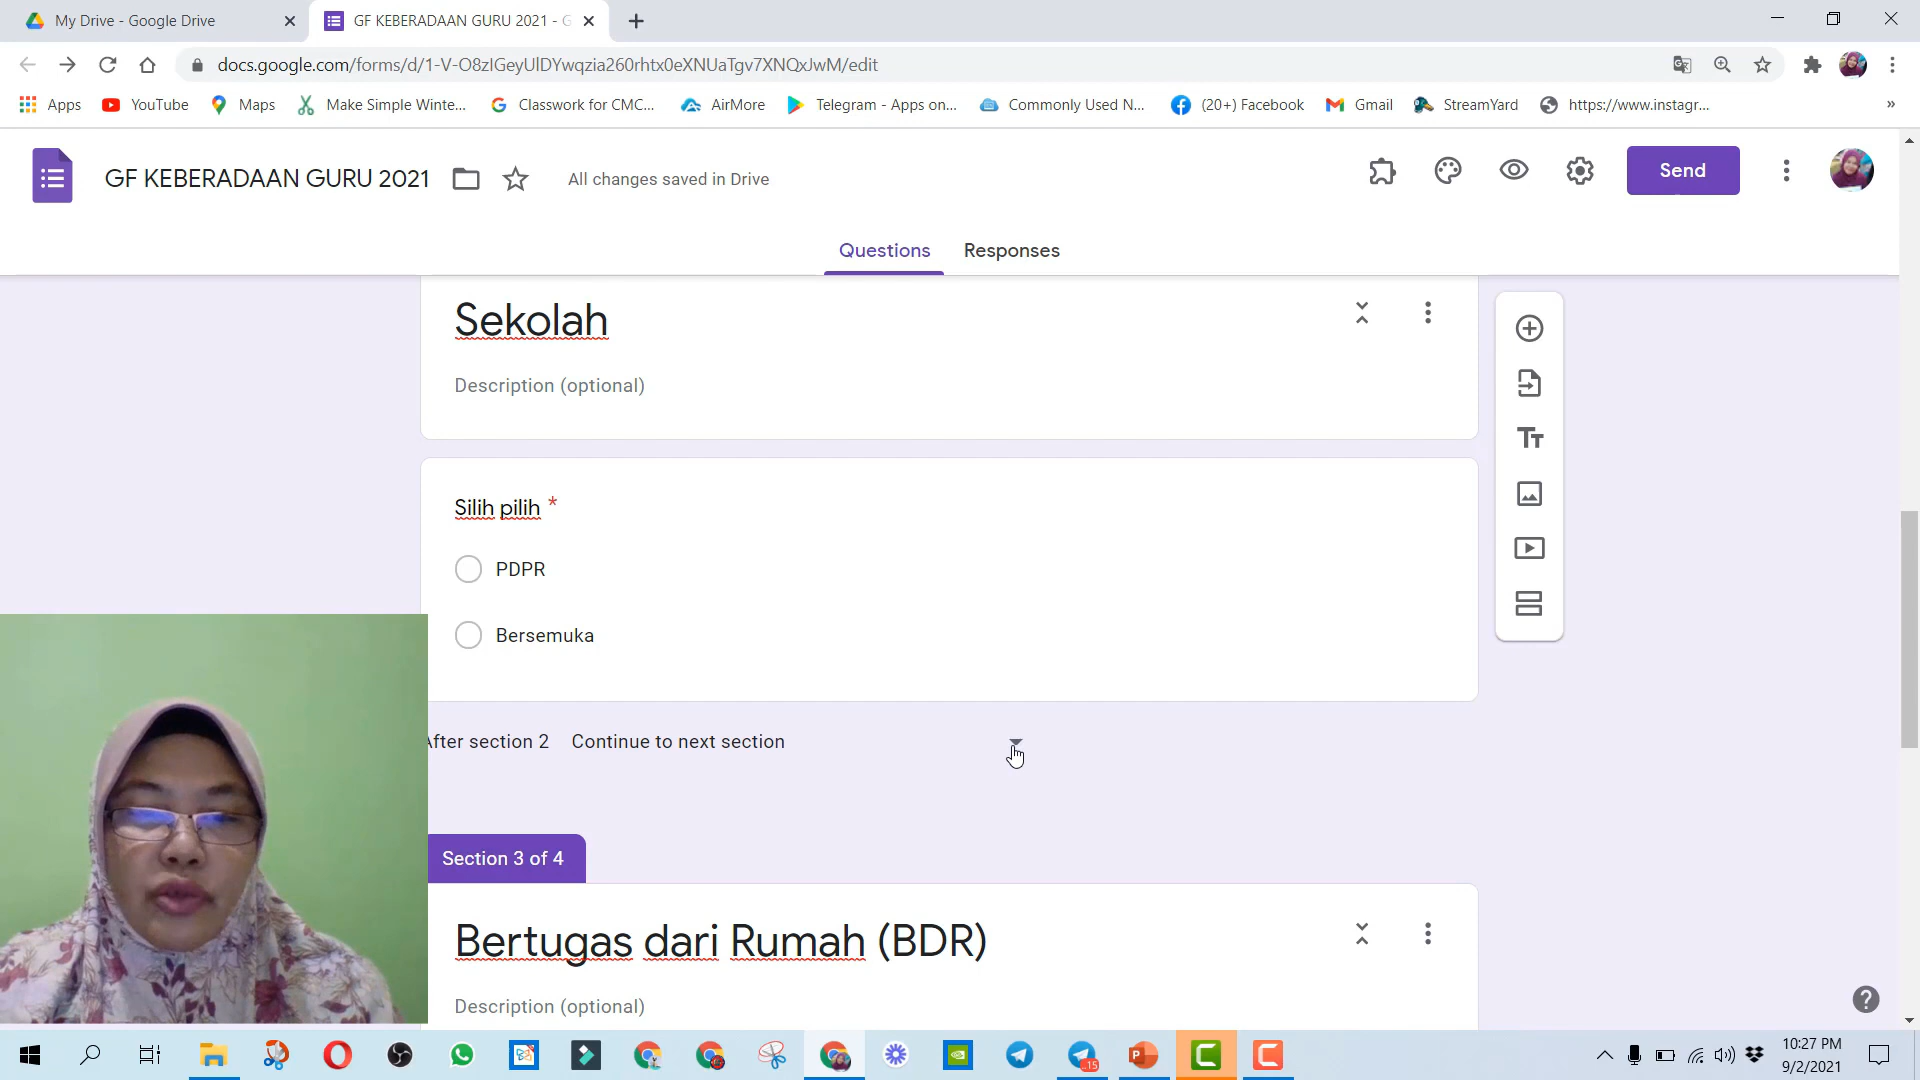 My Drive - Google Drive
GF KEBERADAAN GURU 2021 - G
docs.google.com/forms/d/1-V-O8zIGeyUlDYwqzia260rhtx0eXNUaTgv7XNQxJwM/edit
Apps
YouTube
Maps
Make Simple Winte...
Classwork for CMC...
AirMore
Telegram - Apps on...
Commonly Used N...
(20+) Facebook
Gmail
StreamYard
https://www.instagr...
»
GF KEBERADAAN GURU 2021
All changes saved in Drive
Send
Questions
Responses
Sekolah
Description (optional)
Silih pilih *
PDPR
Bersemuka
After section 2 Continue to next section
Section 3 of 4
Bertugas dari Rumah (BDR)
Description (optional)
10:27 PM
9/2/2021